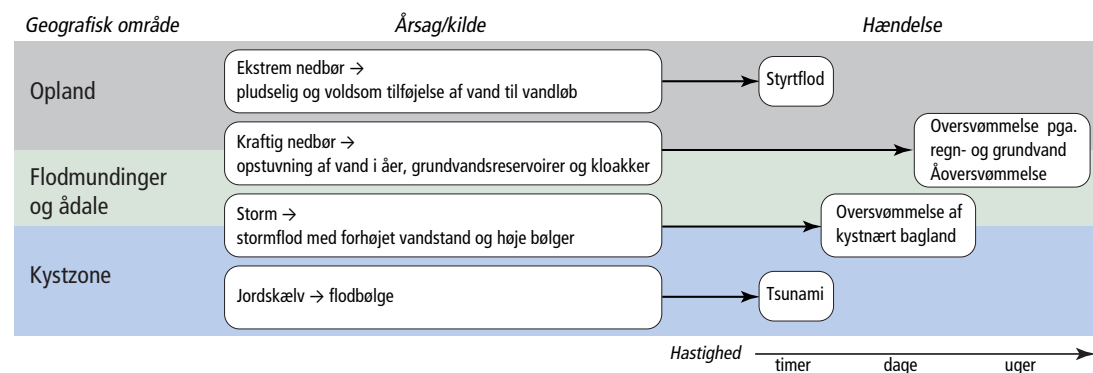 Geografisk område
Årsag/kilde
Hændelse
Opland
Ekstrem nedbør →
pludselig og voldsom tilføjelse af vand til vandløb
Styrtflod
Kraftig nedbør →
opstuvning af vand i åer, grundvandsreservoirer og kloakker
Oversvømmelse pga.
regn- og grundvand
Åoversvømmelse
Flodmundinger
og ådale
Storm →
stormflod med forhøjet vandstand og høje bølger
Oversvømmelse af
kystnært bagland
Kystzone
Jordskælv → flodbølge
Tsunami
Hastighed
timer dage uger